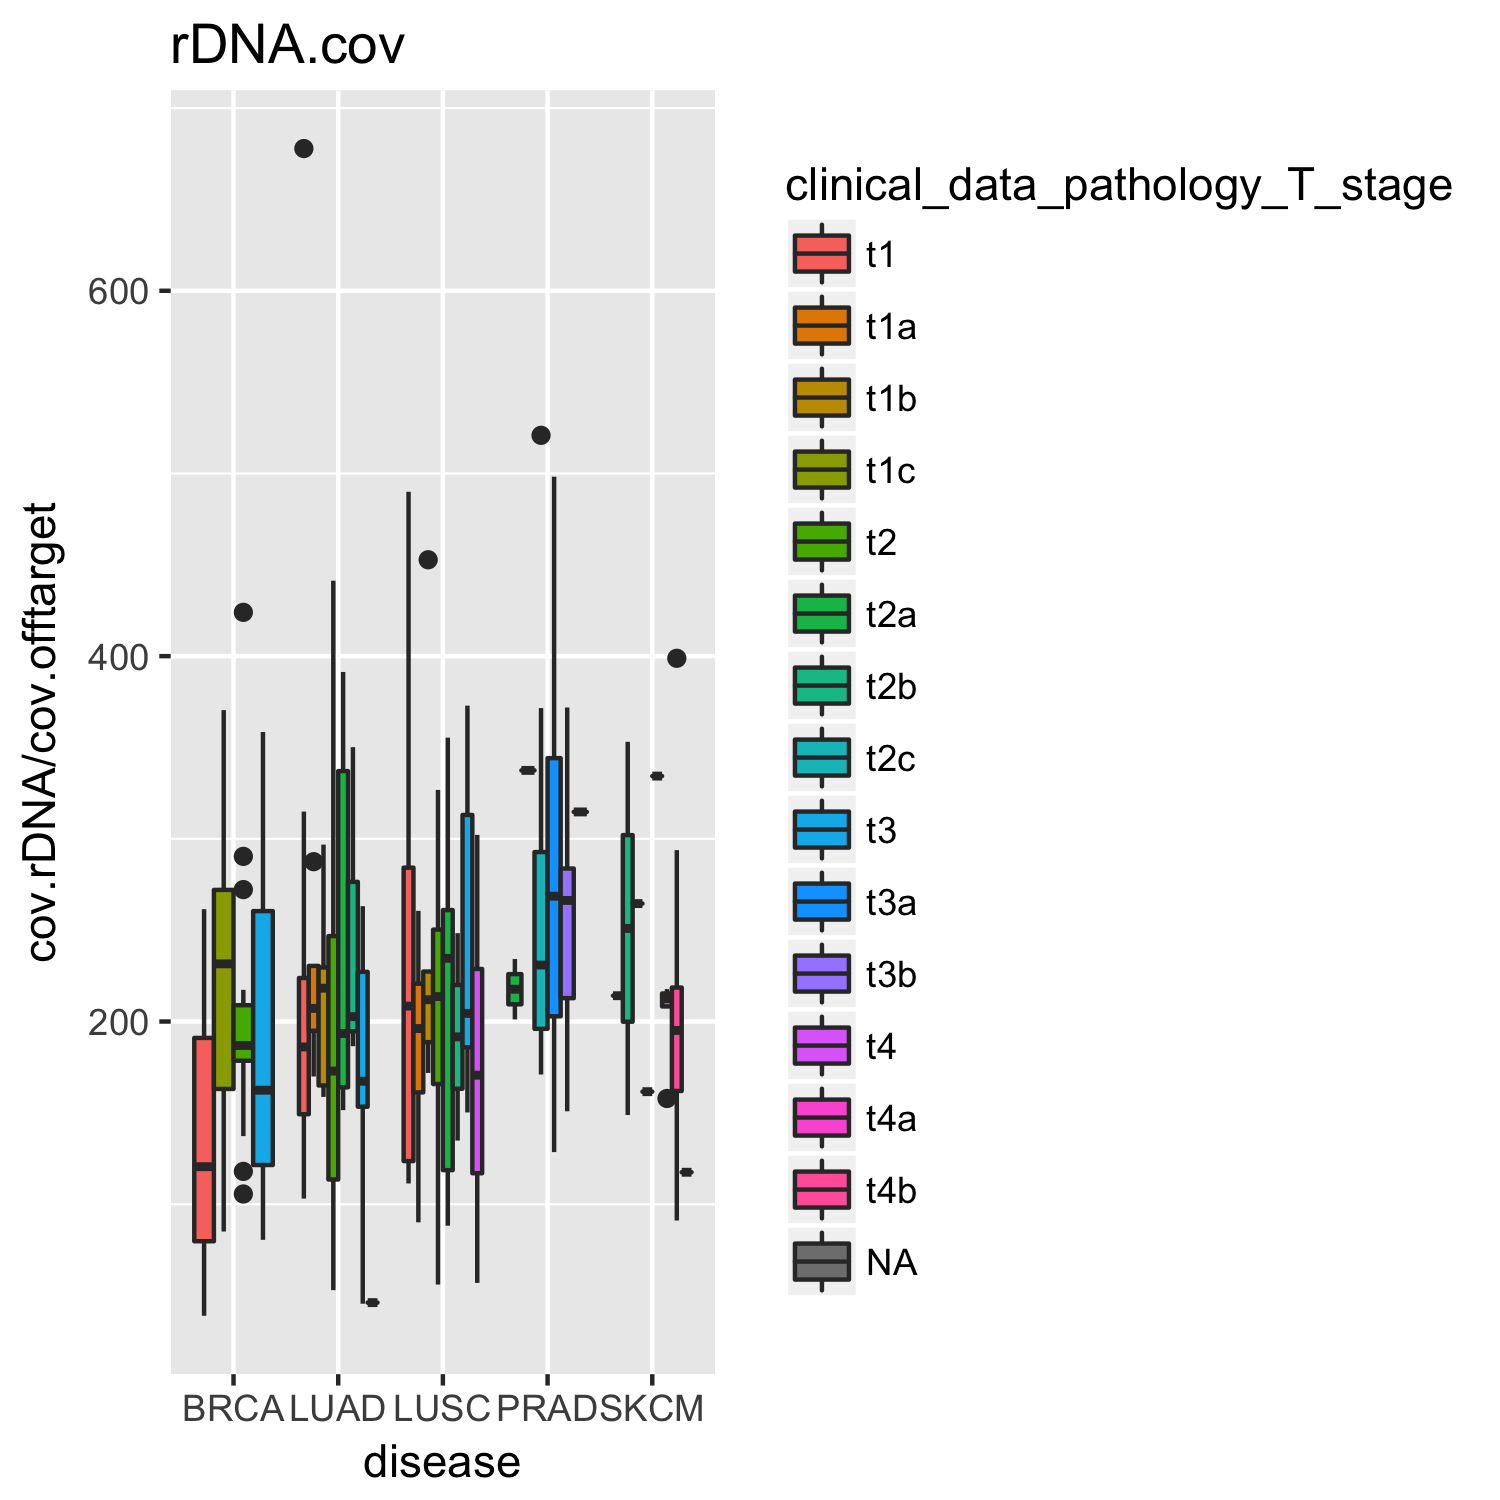 rDNA.cov
cov.rDNA/cov.offtarget
600
400
200
BRCA LUAD LUSC PRAD SKCM
disease
clinical_data_pathology_T_stage
t1
t1a
t1b
t1c
t2
t2a
t2b
t2c
t3
t3a
t3b
t4
t4a
t4b
NA